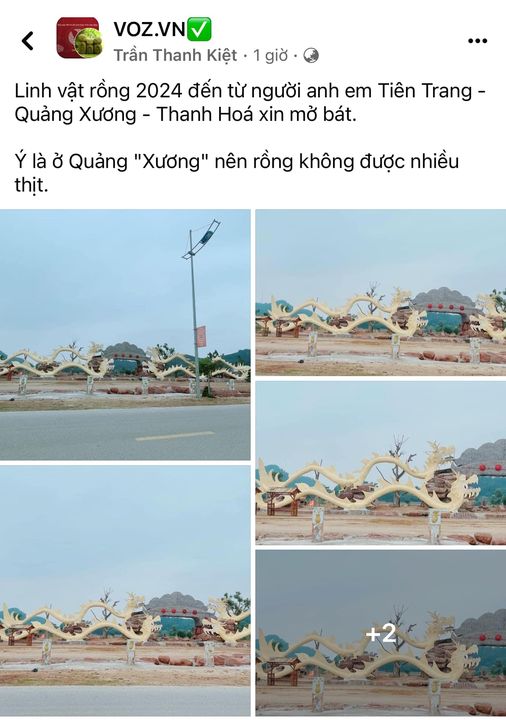 VOZ.VN✅
Trần Thanh Kiệt · 1 giờ ·
Linh vật rồng 2024 đến từ người anh em Tiên Trang -
Quảng Xương - Thanh Hoá xin mở bát.
Ý là ở Quảng "Xương" nên rồng không được nhiều
thịt.
+2